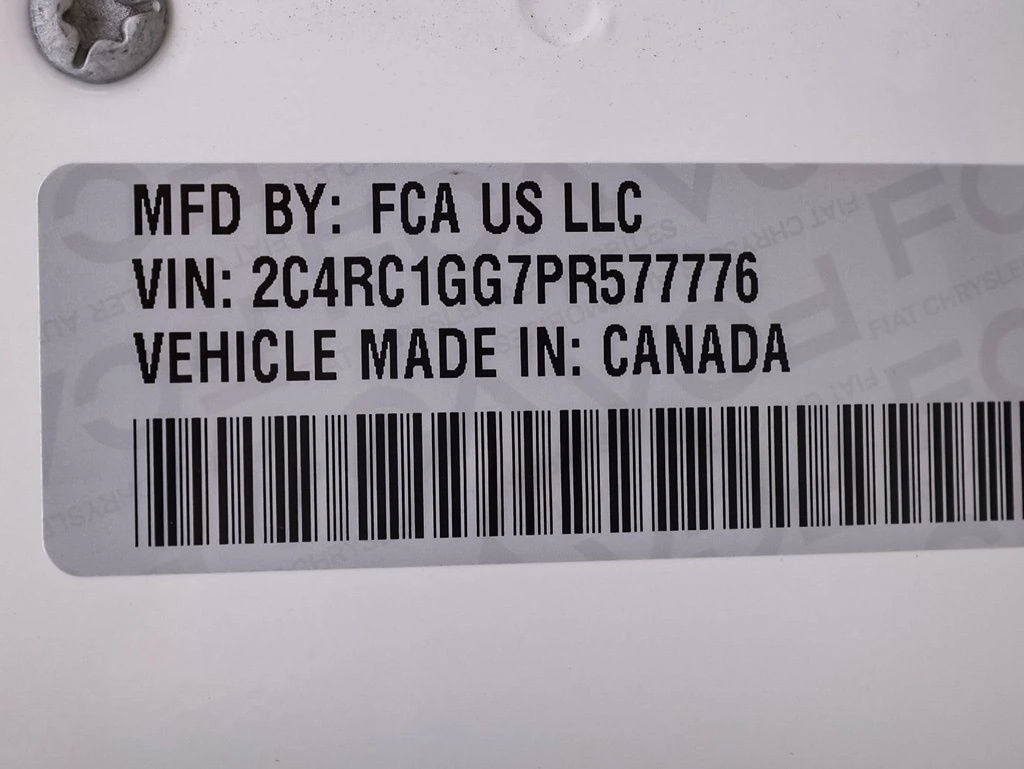 MFD BY: FCA US LLC
VIN: 2C4RC1GG7PR577776
VEHICLE MADE IN: CANADA